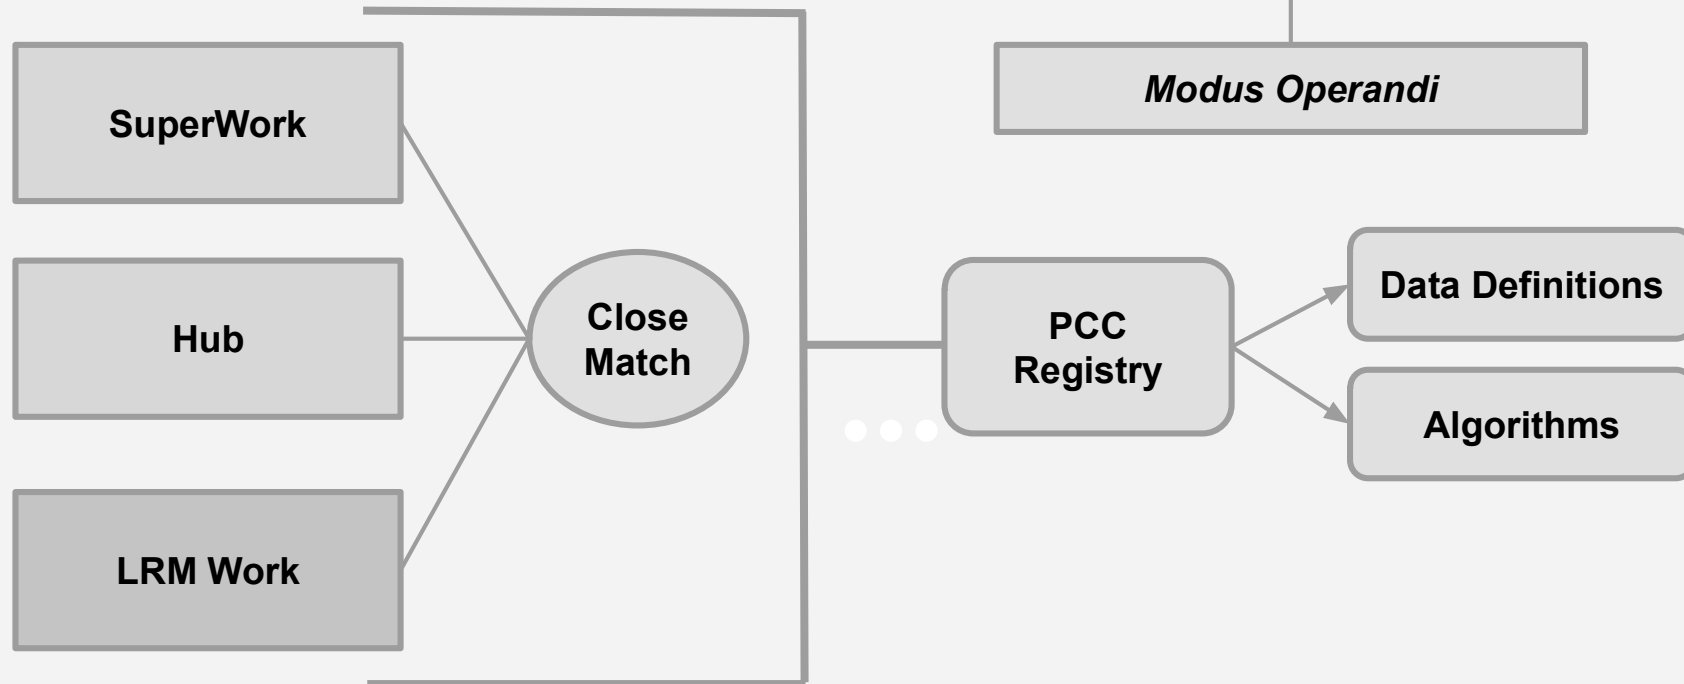 SuperWork
Hub
LRM Work
Close
Match
Modus Operandi
PCC
Registry
Data Definitions
Algorithms